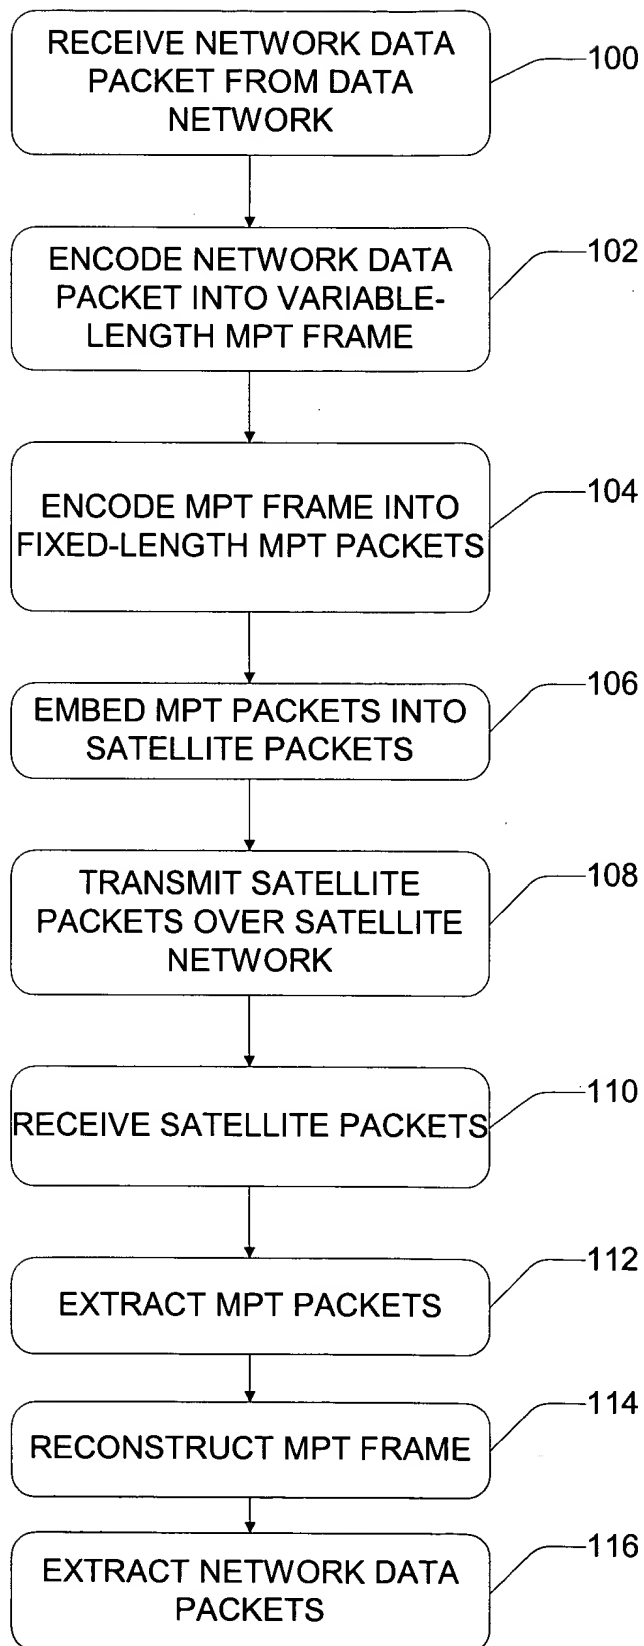 RECEIVE NETWORK DATA
PACKET FROM DATA
NETWORK
100
ENCODE NETWORK DATA
PACKET INTO VARIABLE-
LENGTH MPT FRAME
102
ENCODE MPT FRAME INTO
FIXED-LENGTH MPT PACKETS
104
EMBED MPT PACKETS INTO
SATELLITE PACKETS
106
TRANSMIT SATELLITE
PACKETS OVER SATELLITE
NETWORK
108
RECEIVE SATELLITE PACKETS
110
EXTRACT MPT PACKETS
112
RECONSTRUCT MPT FRAME
114
EXTRACT NETWORK DATA
PACKETS
116